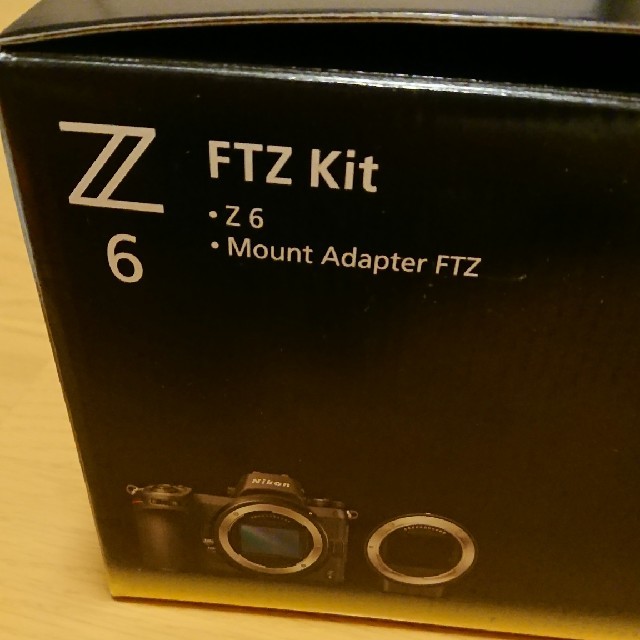 Z
6
FTZ Kit
• Z 6
• Mount Adapter FTZ
Nikon